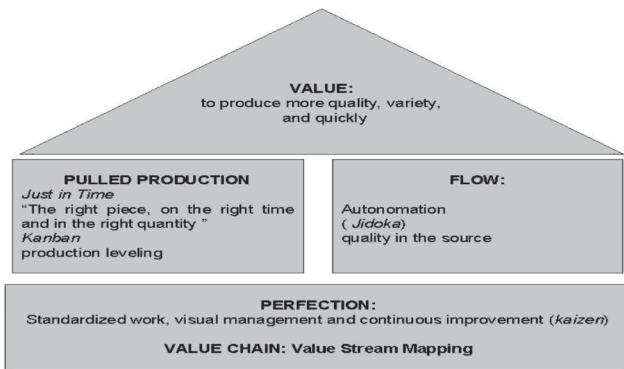 VALUE:
to produce more quality, variety,
and quickly
PULLED PRODUCTION
Just in Time
“The right piece, on the right time
and in the right quantity ”
Kanban
production leveling
FLOW:
Autonomation
( Jidoka)
quality in the source
PERFECTION:
Standardized work, visual management and continuous improvement (kaizen)
VALUE CHAIN: Value Stream Mapping